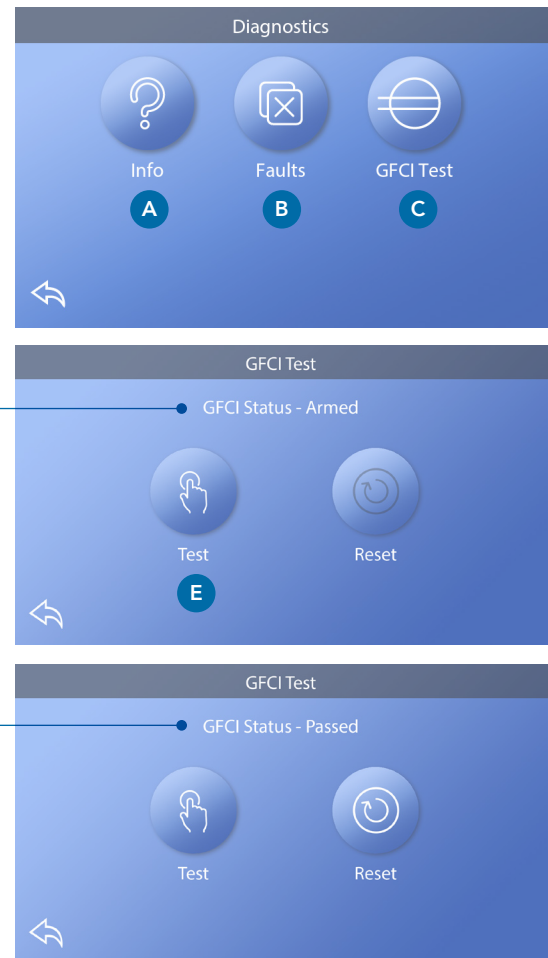 Diagnostics
Info Faults GFCI Test
A B C
GFCI Test
GFCI Status - Armed
Test Reset
E
GFCI Test
GFCI Status - Passed
Test Reset